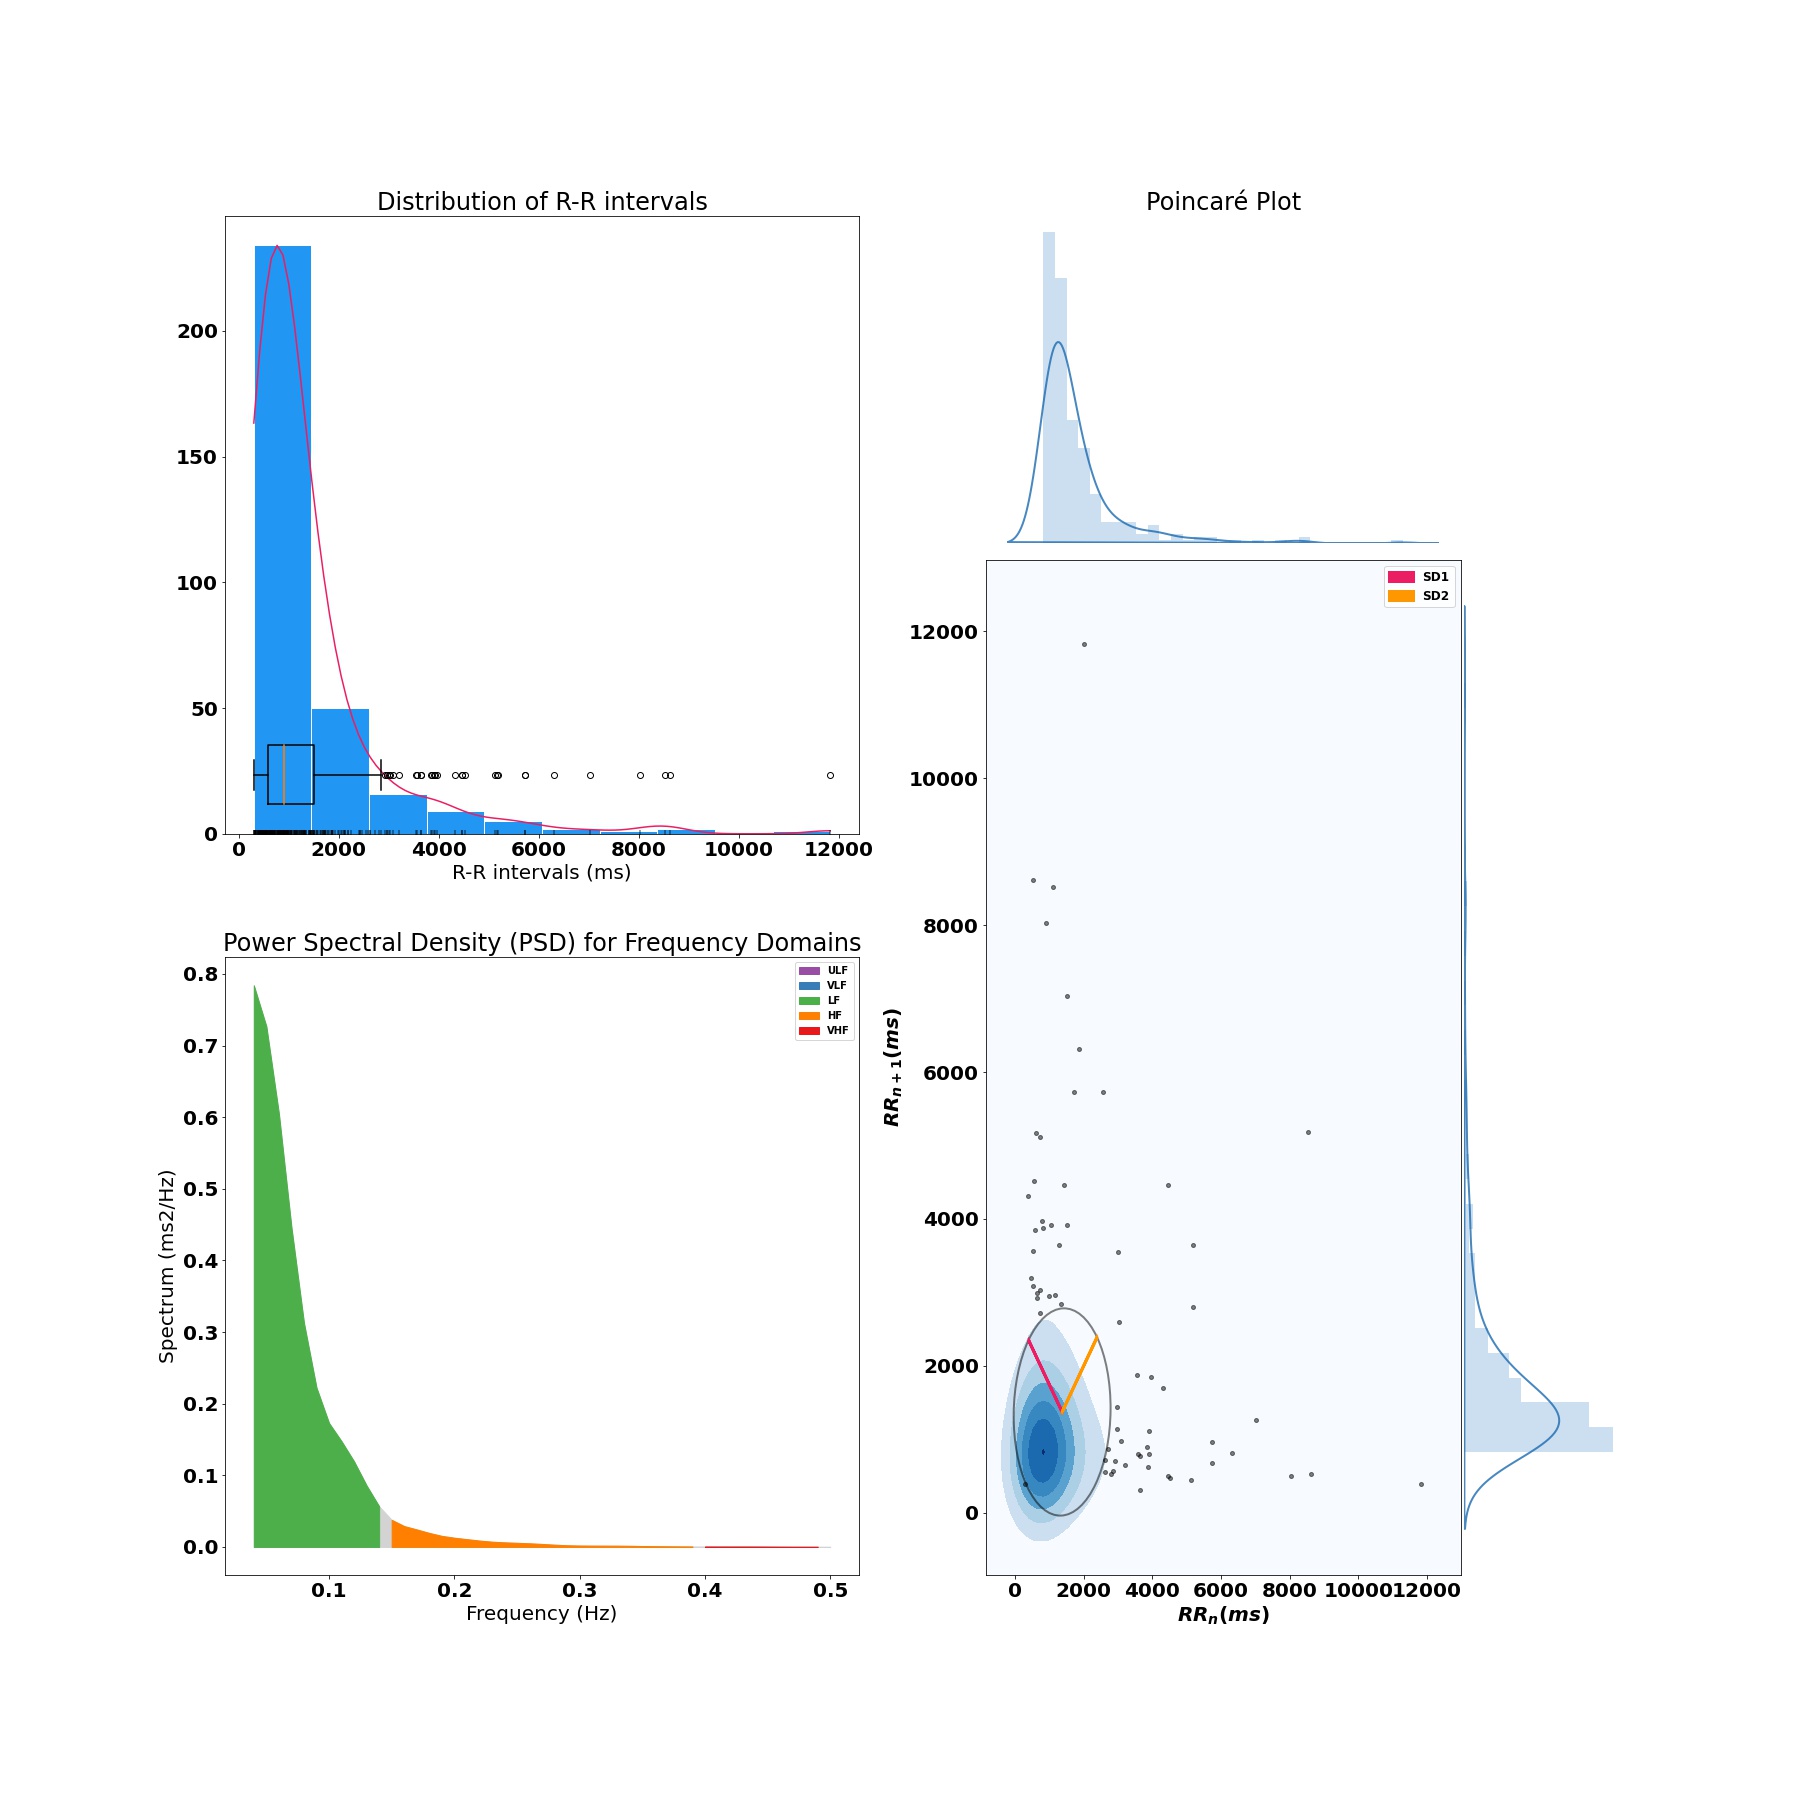 Distribution of R-R intervals
200
150
100
50
0
0 2000 4000 6000 8000 10000 12000
R-R intervals (ms)
Power Spectral Density (PSD) for Frequency Domains
ULF
VLF
LF
HF
VHF
0.8
0.7
0.6
0.5
0.4
0.3
0.2
0.1
0.0
Spectrum (ms2/Hz)
0.1 0.2 0.3 0.4 0.5
Frequency (Hz)
Poincaré Plot
SD1
SD2
12000
10000
8000
6000
4000
2000
0
RRn+1(ms)
0 2000 4000 6000 8000 10000 12000
RRn(ms)